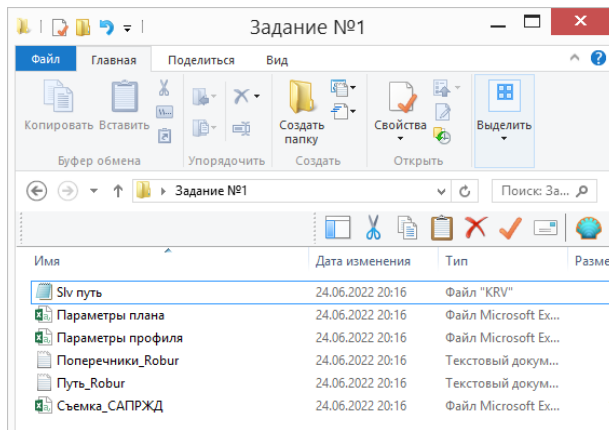 Задание №1
Файл Главная Поделиться Вид
Копировать Вставить Создать папку Свойства Выделить
Буфер обмена Упорядочить Создать Открыть
Задание №1 Поиск: За...
Имя Дата изменения Тип Разме
Slv путь 24.06.2022 20:16 Файл "KRV"
Параметры плана 24.06.2022 20:16 Файл Microsoft Ex...
Параметры профиля 24.06.2022 20:16 Файл Microsoft Ex...
Поперечники_Robur 24.06.2022 20:16 Текстовый докум...
Путь_Robur 24.06.2022 20:16 Текстовый докум...
Съемка_САПРЖД 24.06.2022 20:16 Файл Microsoft Ex...